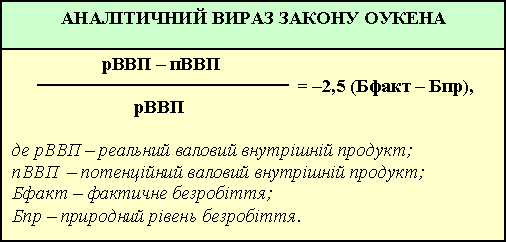 АНАЛІТИЧНИЙ ВИРАЗ ЗАКОНУ ОУКЕНА
рВВП – пВВП
= –2,5 (Бфакт – Бпр),
рВВП
де рВВП – реальний валовий внутрішній продукт;
пВВП – потенційний валовий внутрішній продукт;
Бфакт – фактичне безробіття;
Бпр – природний рівень безробіття.